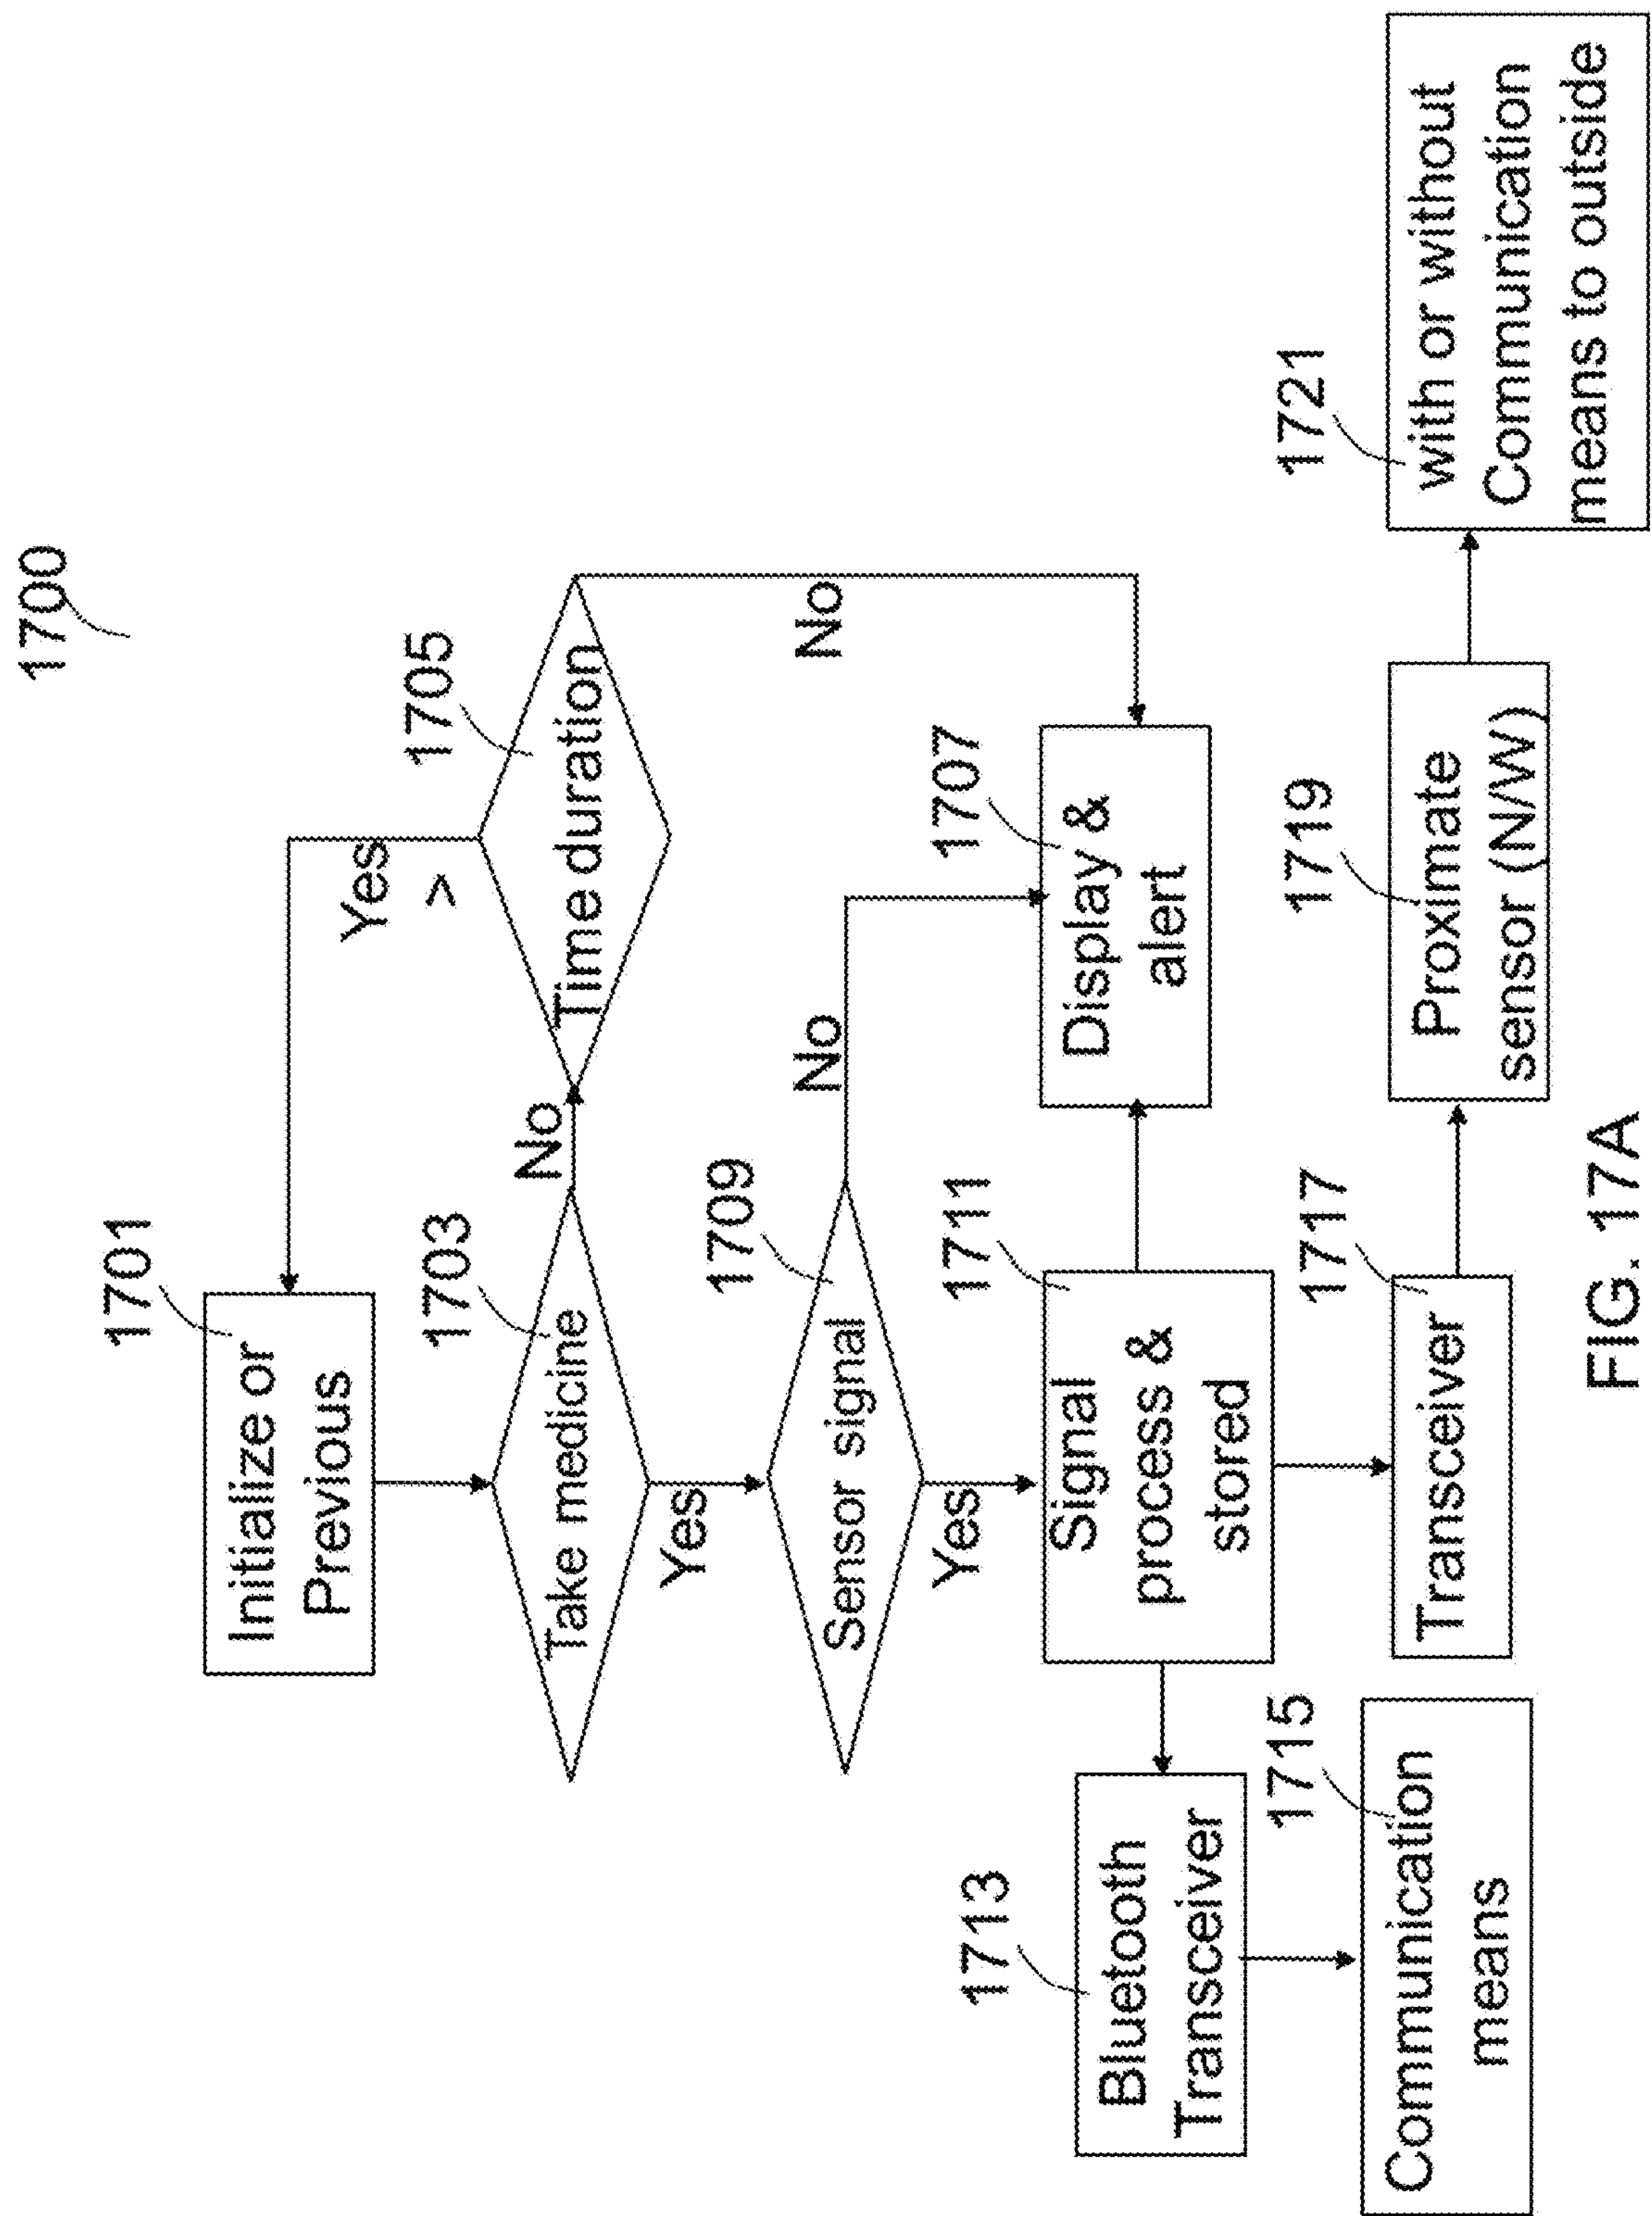 1700
1701
Initialize or
Previous
Yes
>
1705
Time duration
1703
Take medicine
No
No
Yes
1709
Sensor signal
No
1707
Display &
alert
Yes
1711
Signal
process &
stored
1713
Bluetooth
Transceiver
1715
Communication
means
1717
Transceiver
1719
Proximate
sensor (N/W)
1721
with or without
Communication
means to outside
FIG. 17A